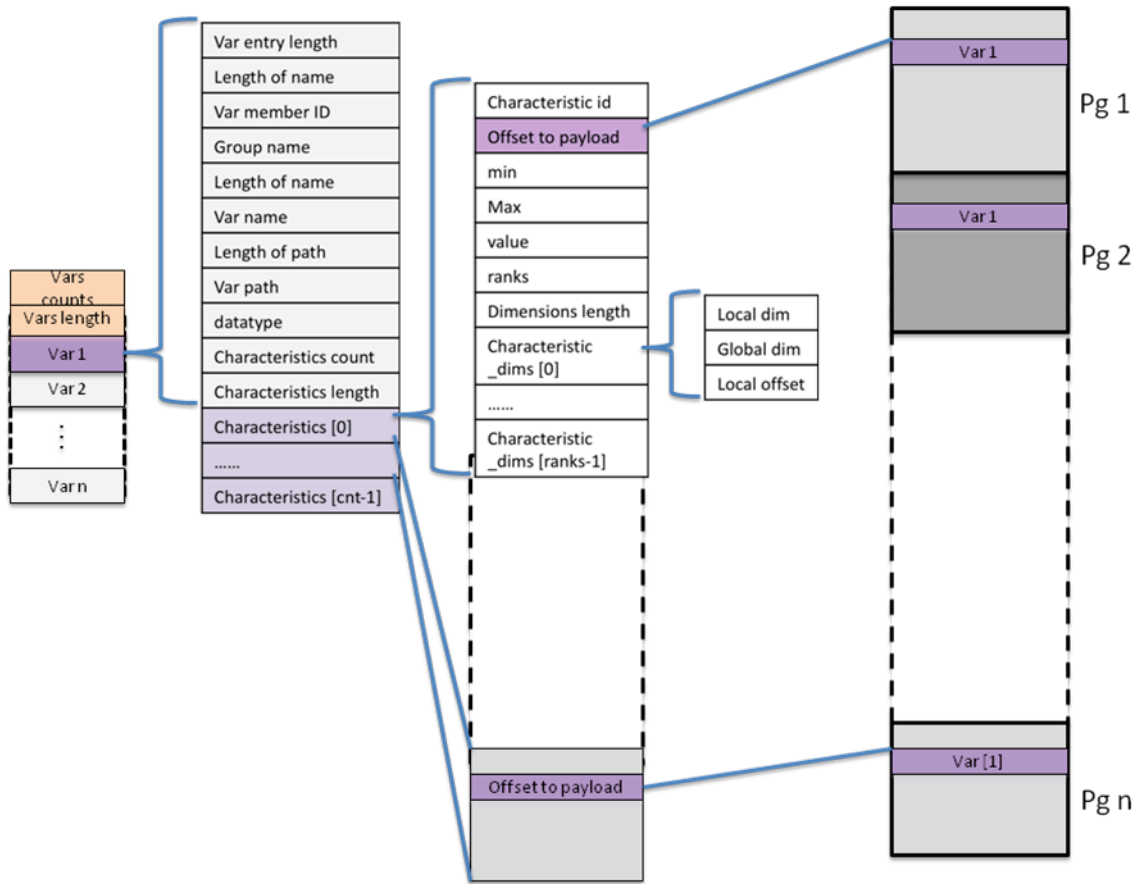 Vars
counts
Vars length
Var 1
Var 2
⋮
Var n
Var entry length
Length of name
Var member ID
Group name
Length of name
Var name
Length of path
Var path
datatype
Characteristics count
Characteristics length
Characteristics [0]
......
Characteristics [cnt-1]
Characteristic id
Offset to payload
min
Max
value
ranks
Dimensions length
Characteristic
_dims [0]
......
Characteristic
_dims [ranks-1]
Local dim
Global dim
Local offset
Offset to payload
Var 1
Pg 1
Var 1
Pg 2
Var [1]
Pg n